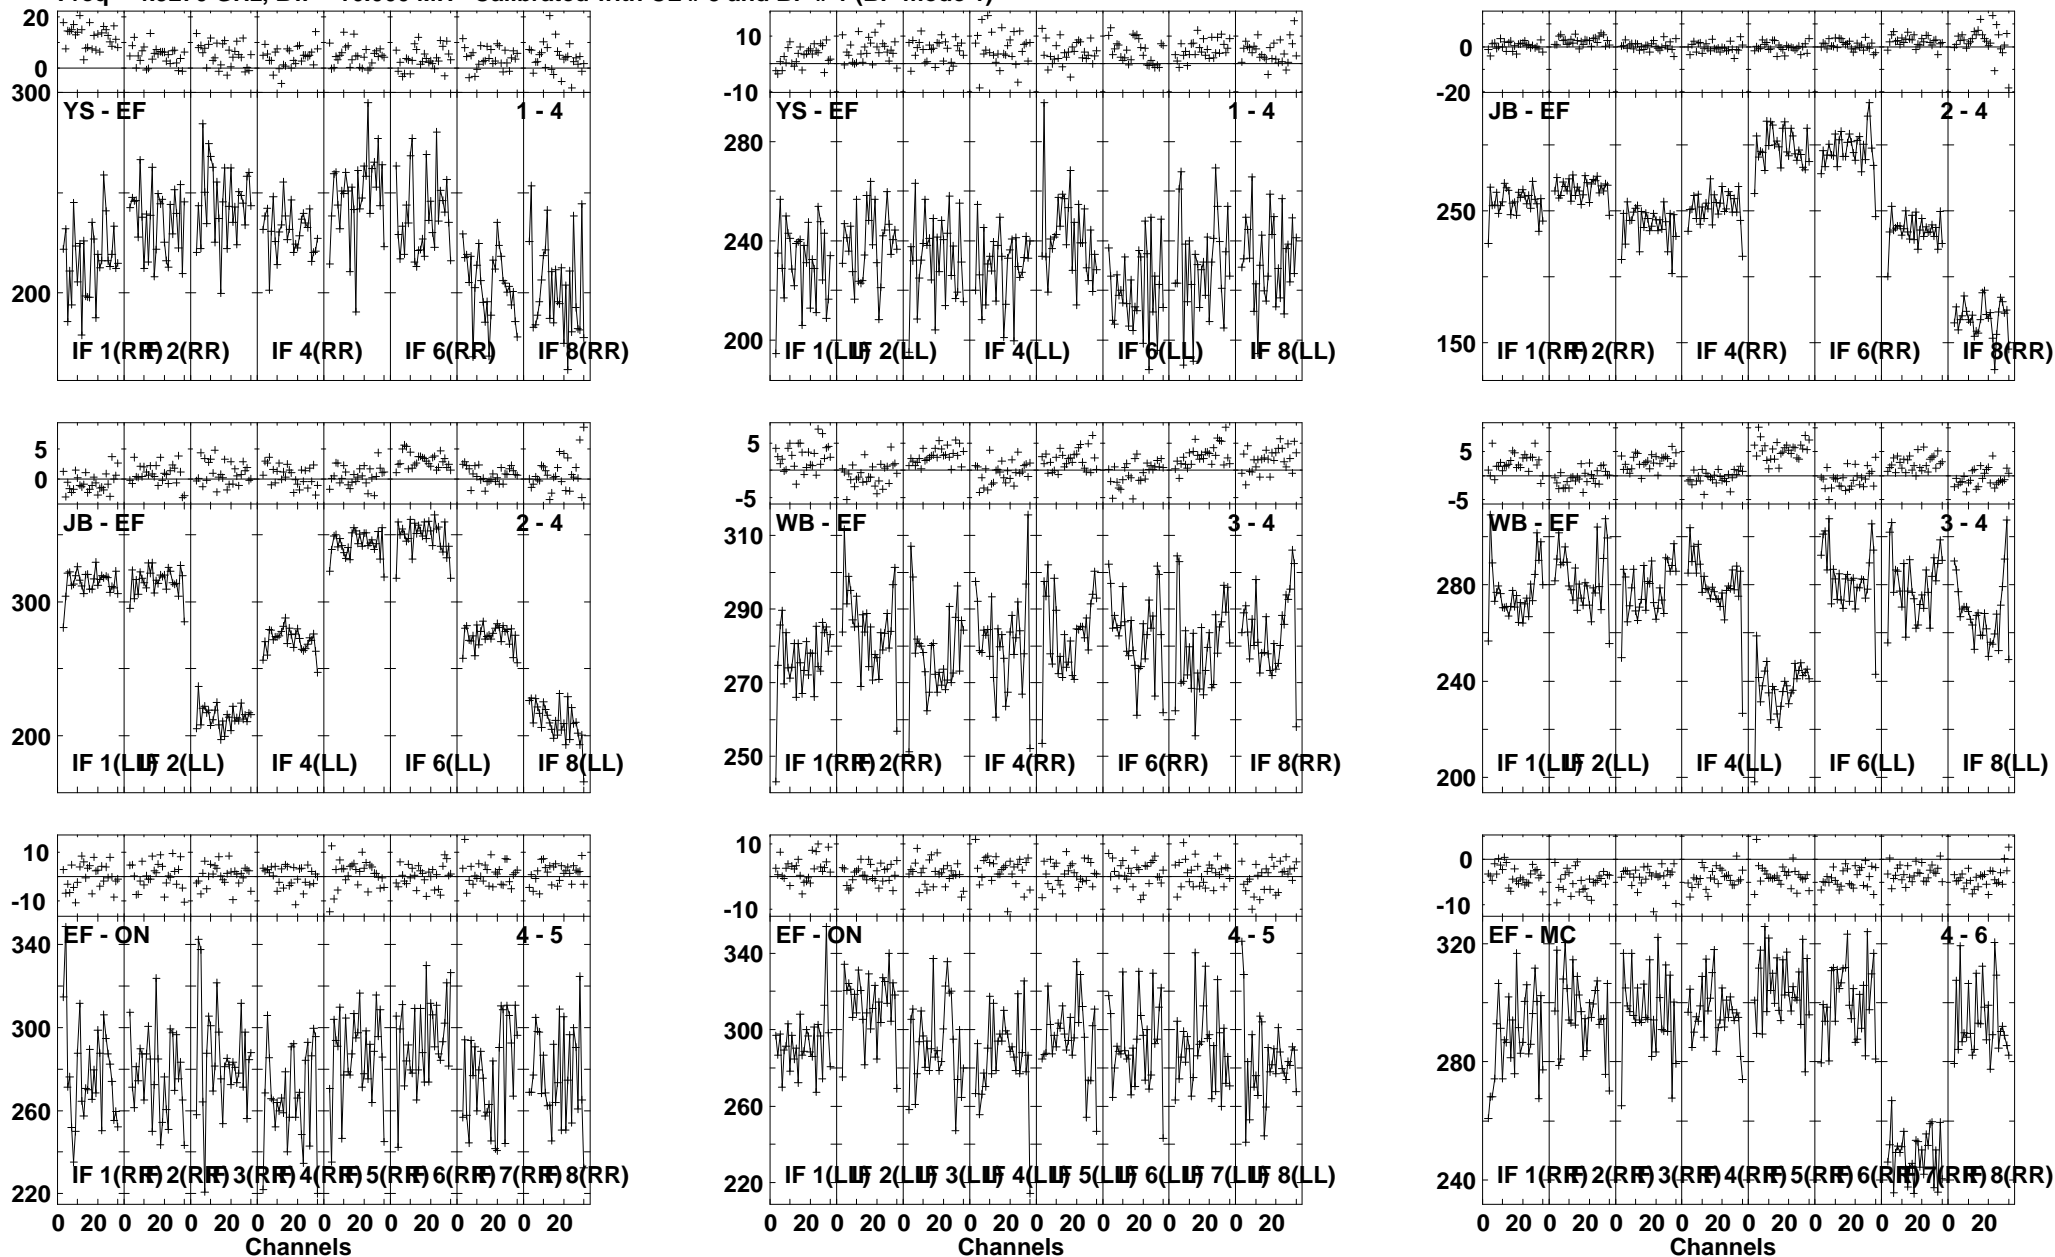 20
0
300
200
YS - EF 1 - 4
IF 1(RR) IF 2(RR) IF 4(RR) IF 6(RR) IF 8(RR)
10
-10
280
240
200
YS - EF 1 - 4
IF 1(LL) IF 2(LL) IF 4(LL) IF 6(LL) IF 8(LL)
0
-20
250
150
JB - EF 2 - 4
IF 1(RR) IF 2(RR) IF 4(RR) IF 6(RR) IF 8(RR)
5
0
300
200
JB - EF 2 - 4
IF 1(LL) IF 2(LL) IF 4(LL) IF 6(LL) IF 8(LL)
5
-5
310
290
270
250
WB - EF 3 - 4
IF 1(RR) IF 2(RR) IF 4(RR) IF 6(RR) IF 8(RR)
5
-5
280
240
200
WB - EF 3 - 4
IF 1(LL) IF 2(LL) IF 4(LL) IF 6(LL) IF 8(LL)
10
-10
340
300
260
220
EF - ON 4 - 5
IF 1(RR) IF 2(RR) IF 3(RR) IF 4(RR) IF 5(RR) IF 6(RR) IF 7(RR) IF 8(RR)
0 20 0 20 0 20 0 20 0 20 0 20 0 20 0 20
Channels
10
-10
340
300
260
220
EF - ON 4 - 5
IF 1(LL) IF 2(LL) IF 3(LL) IF 4(LL) IF 5(LL) IF 6(LL) IF 7(LL) IF 8(LL)
0 20 0 20 0 20 0 20 0 20 0 20 0 20 0 20
Channels
0
-10
320
280
240
EF - MC 4 - 6
IF 1(RR) IF 2(RR) IF 3(RR) IF 4(RR) IF 5(RR) IF 6(RR) IF 7(RR) IF 8(RR)
0 20 0 20 0 20 0 20 0 20 0 20 0 20 0 20
Channels